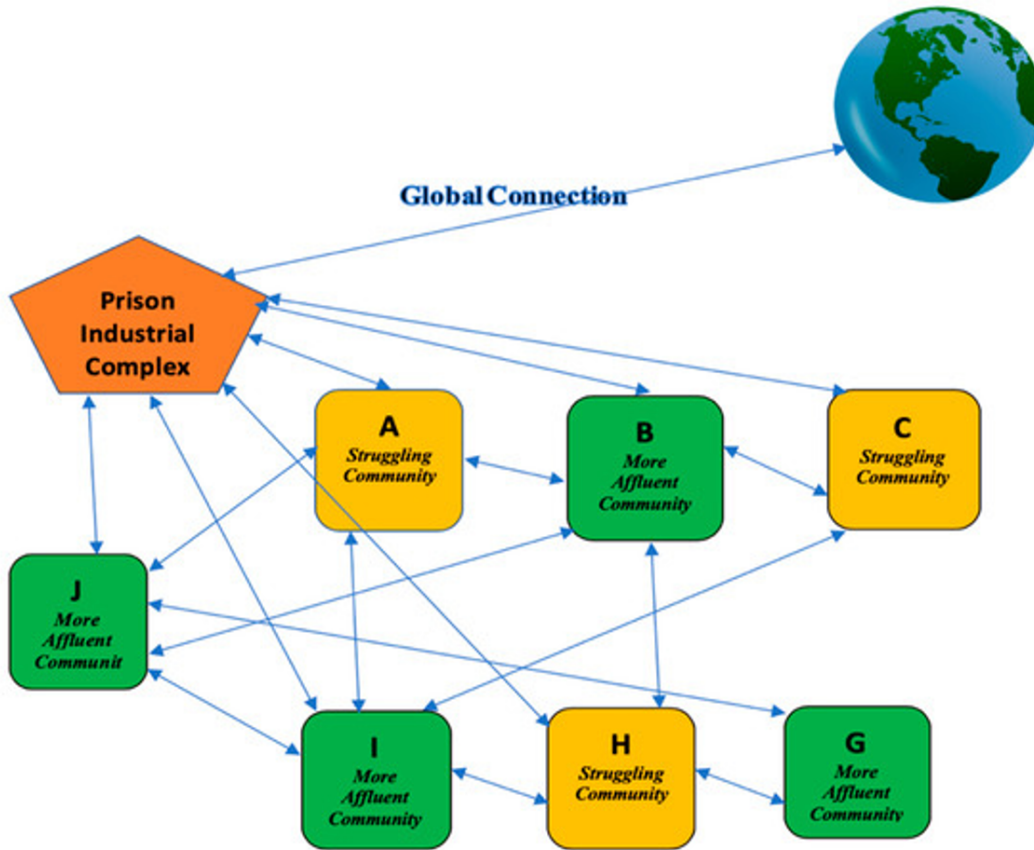 Global Connection
Prison
Industrial
Complex
A
Struggling
Community
B
More
Affluent
Community
C
Struggling
Community
J
More
Affluent
Communit
I
More
Affluent
Community
H
Struggling
Community
G
More
Affluent
Community